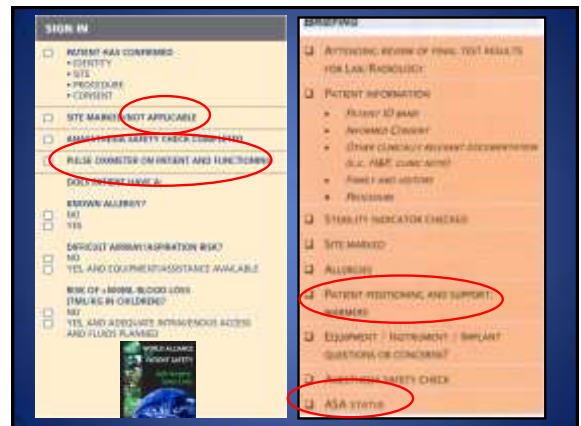 SIGN IN
PATIENT HAS CONFIRMED
• IDENTITY
• SITE
• PROCEDURE
• CONSENT
SITE MARKED/NOT APPLICABLE
ANAESTHESIA SAFETY CHECK COMPLETED
PULSE OXIMETER ON PATIENT AND FUNCTIONING
DOES PATIENT HAVE A:
KNOWN ALLERGY?
NO
YES
DIFFICULT AIRWAY/ASPIRATION RISK?
NO
YES, AND EQUIPMENT/ASSISTANCE AVAILABLE
RISK OF >500ML BLOOD LOSS
(7ML/KG IN CHILDREN)?
NO
YES, AND ADEQUATE INTRAVENOUS ACCESS
AND FLUIDS PLANNED
WORLD ALLIANCE
PATIENT SAFETY
BRIEFING
ATTENDING REVIEW OF FINAL TEST RESULTS
FOR LAB/RADIOLOGY
PATIENT INFORMATION
• PATIENT ID BAND
• INFORMED CONSENT
• OTHER CLINICALLY RELEVANT DOCUMENTATION
(E.G. H&P, CLINIC NOTE)
• FAMILY AND VISITORS
• PROCEDURE
STERILITY INDICATOR CHECKED
SITE MARKED
ALLERGIES
PATIENT POSITIONING AND SUPPORT,
WARMERS
EQUIPMENT / INSTRUMENT / IMPLANT
QUESTIONS OR CONCERNS?
ANESTHESIA SAFETY CHECK
ASA STATUS